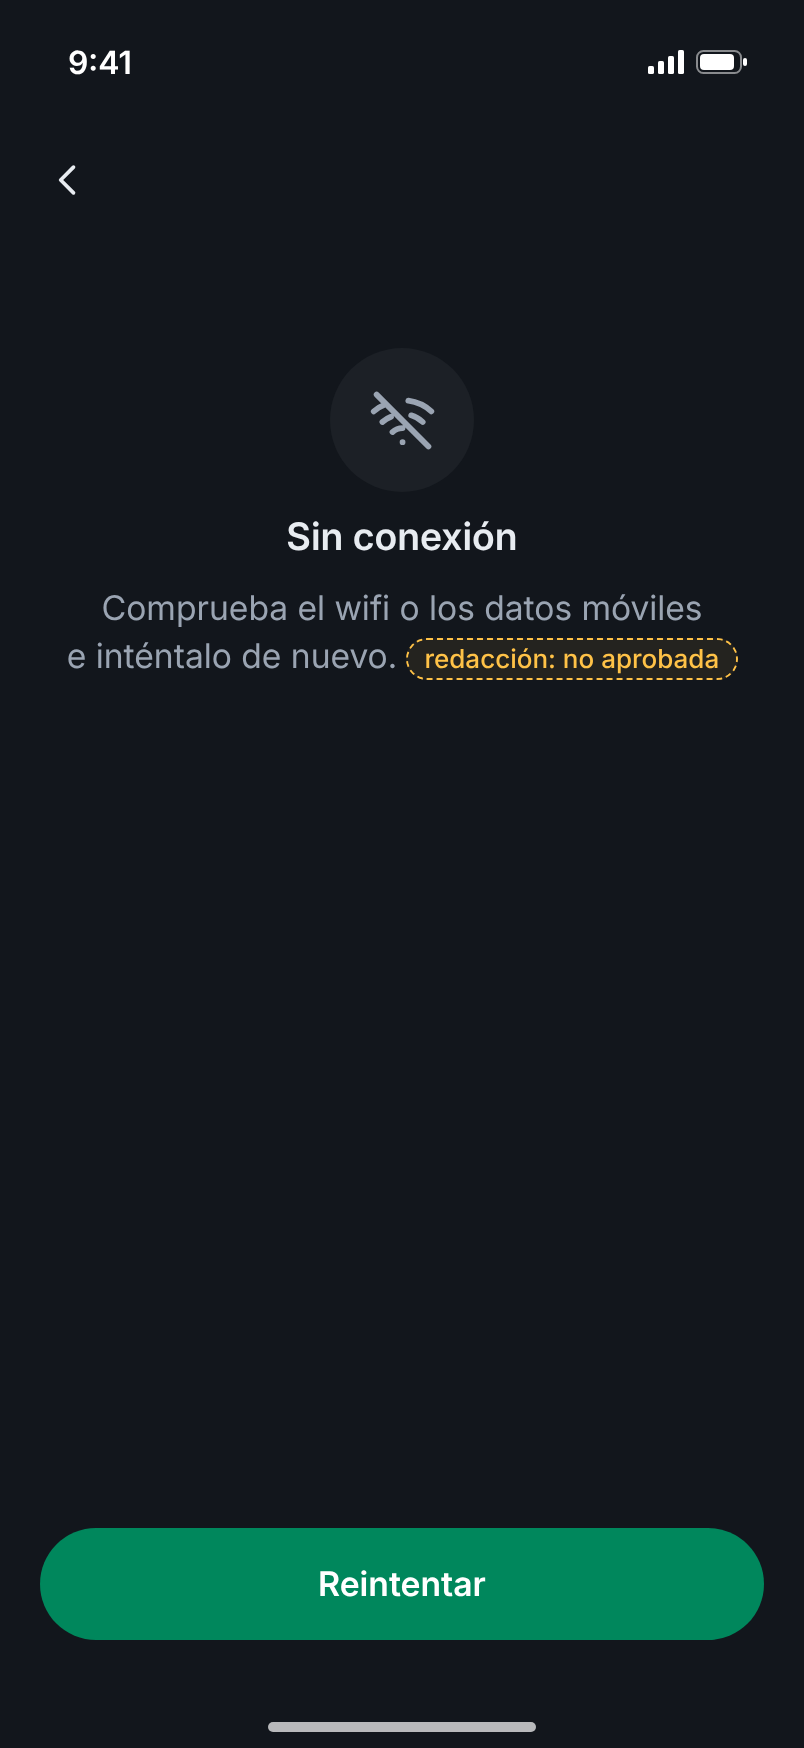 9:41
Sin conexión
Comprueba el wifi o los datos móviles
e inténtalo de nuevo. redacción: no aprobada
Reintentar